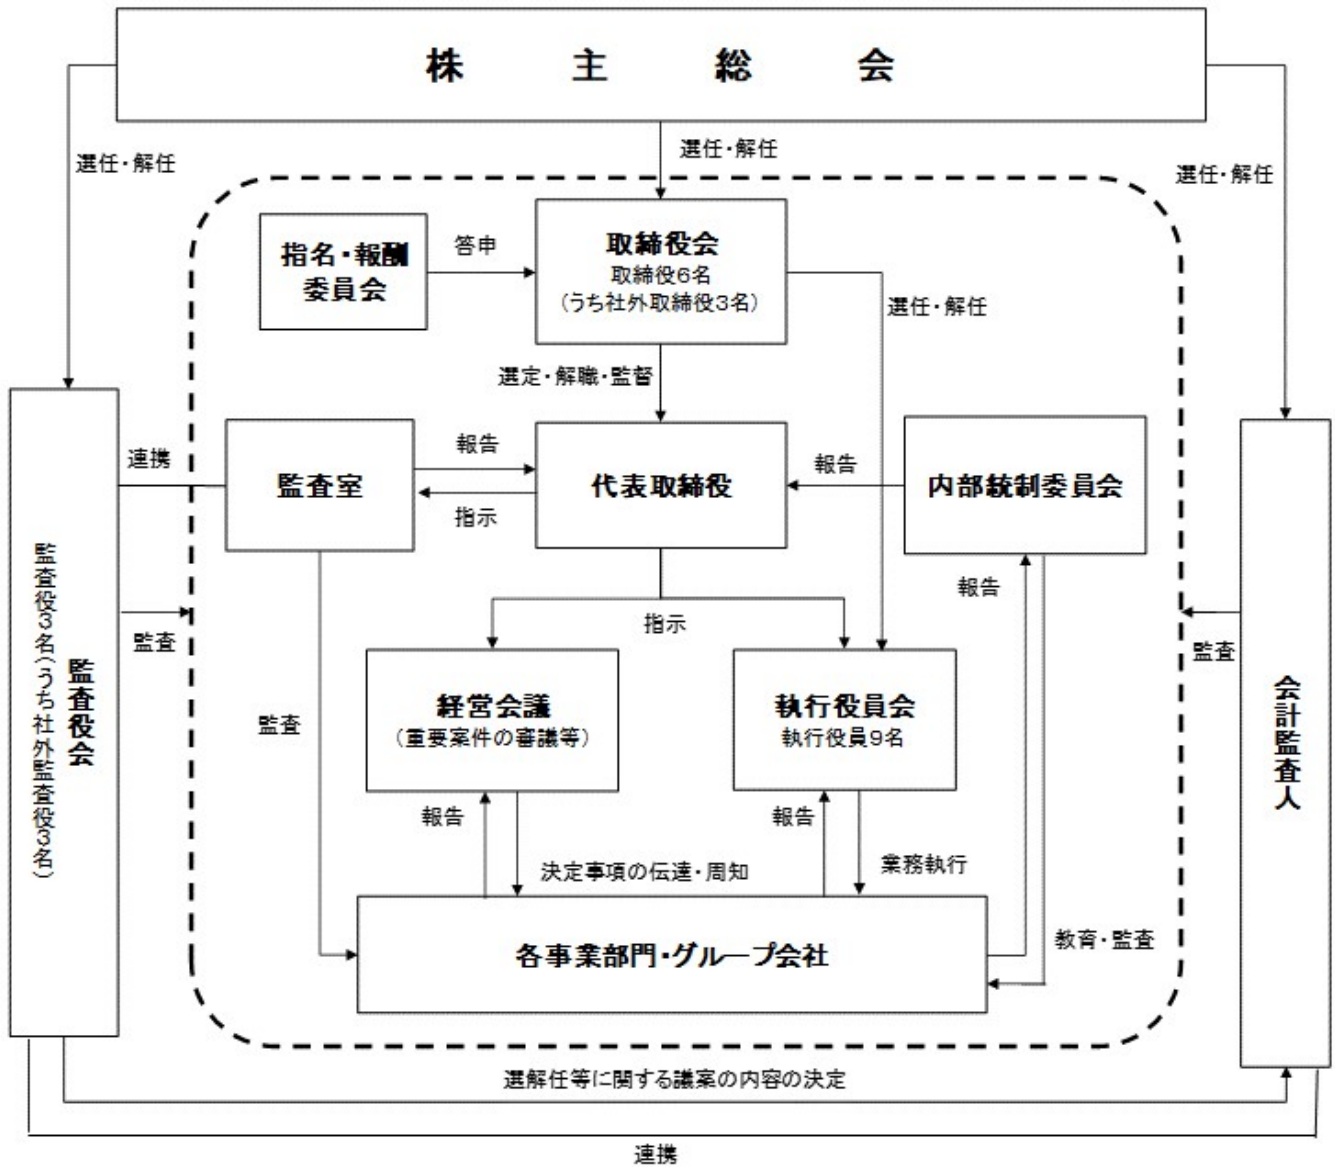 株主総会
選任・解任
選任・解任
選任・解任
指名・報酬
委員会
答申
取締役会
取締役6名
(うち社外取締役3名)
選任・解任
選定・解職・監督
連携
監査室
報告
指示
代表取締役
報告
内部統制委員会
監査役会
監査役3名(うち社外監査役3名)
監査
指示
報告
監査
会計監査人
監査
経営会議
(重要案件の審議等)
執行役員会
執行役員9名
報告
決定事項の伝達・周知
報告
業務執行
教育・監査
各事業部門・グループ会社
選解任等に関する議案の内容の決定
連携